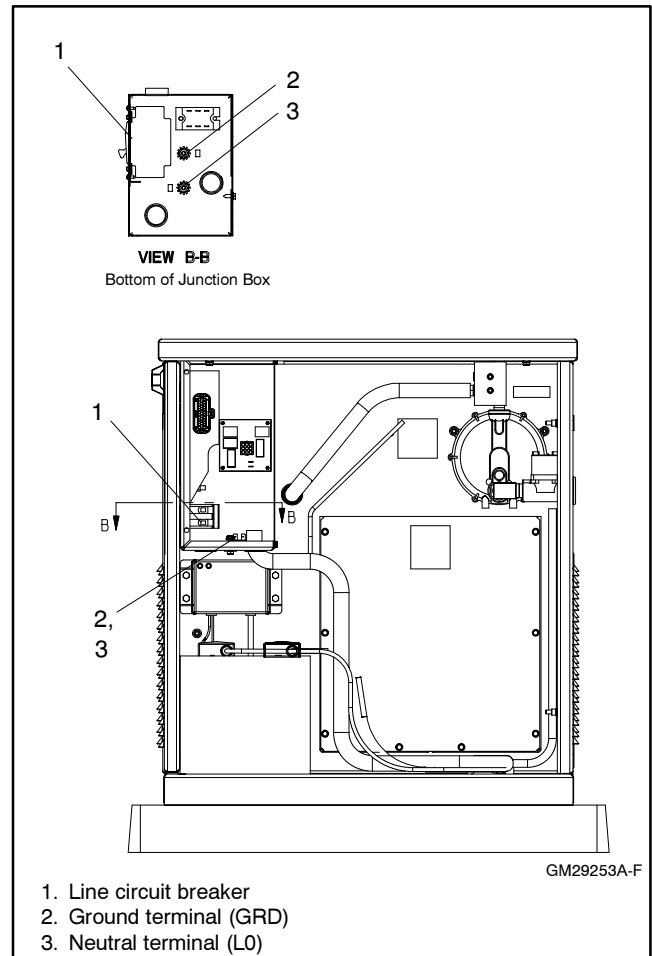 1
2
3
VIEW B-B
Bottom of Junction Box
1
B
B
2,
3
GM29253A-F
1. Line circuit breaker
2. Ground terminal (GRD)
3. Neutral terminal (L0)